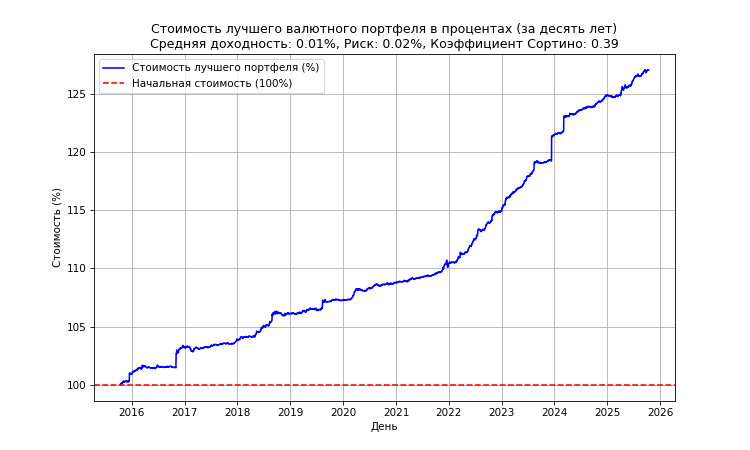 Стоимость лучшего валютного портфеля в процентах (за десять лет)
Средняя доходность: 0.01%, Риск: 0.02%, Коэффициент Сортино: 0.39
Стоимость лучшего портфеля (%)
Начальная стоимость (100%)
Стоимость (%)
125
120
115
110
105
100
2016 2017 2018 2019 2020 2021 2022 2023 2024 2025 2026
День